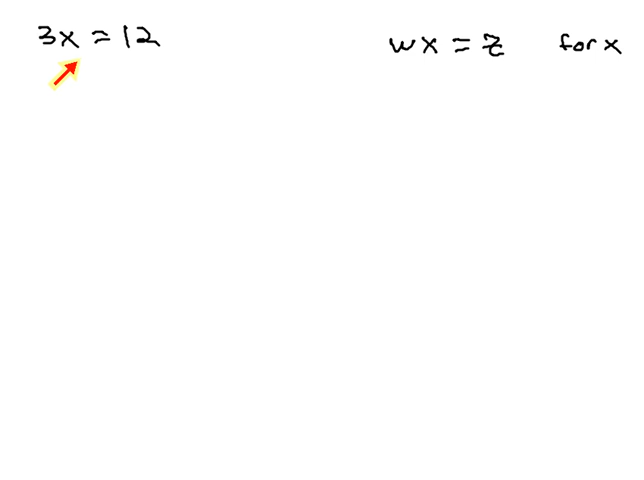 3x = 12
wx = z for x